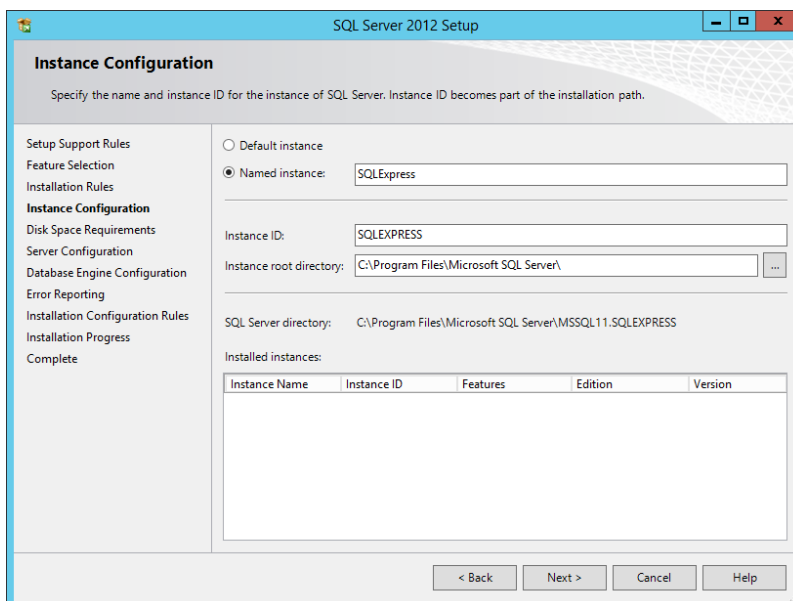 SQL Server 2012 Setup
Instance Configuration
Specify the name and instance ID for the instance of SQL Server. Instance ID becomes part of the installation path.
Setup Support Rules
Feature Selection
Installation Rules
Instance Configuration
Disk Space Requirements
Server Configuration
Database Engine Configuration
Error Reporting
Installation Configuration Rules
Installation Progress
Complete
Default instance
Named instance: SQLExpress
Instance ID: SQLEXPRESS
Instance root directory: C:\Program Files\Microsoft SQL Server\ ...
SQL Server directory: C:\Program Files\Microsoft SQL Server\MSSQL11.SQLEXPRESS
Installed instances:
Instance Name Instance ID Features Edition Version
< Back Next > Cancel Help